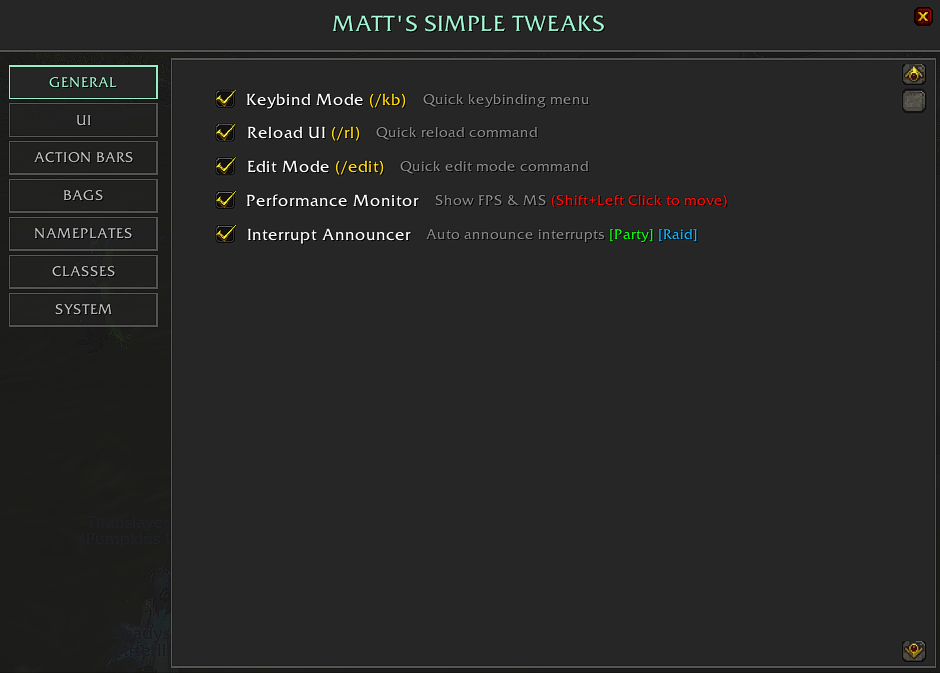 MATT'S SIMPLE TWEAKS
GENERAL
UI
ACTION BARS
BAGS
NAMEPLATES
CLASSES
SYSTEM
Keybind Mode (/kb) Quick keybinding menu
Reload UI (/rl) Quick reload command
Edit Mode (/edit) Quick edit mode command
Performance Monitor Show FPS & MS (Shift+Left Click to move)
Interrupt Announcer Auto announce interrupts [Party] [Raid]